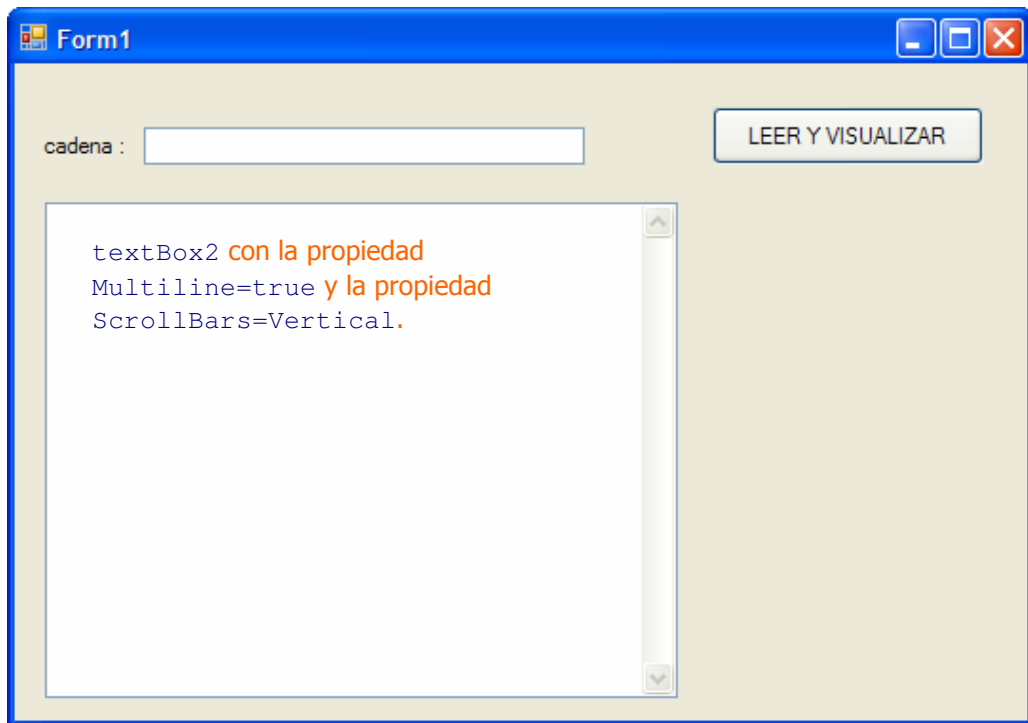 Form1
cadena :
LEER Y VISUALIZAR
textBox2 con la propiedad
Multiline=true y la propiedad
ScrollBars=Vertical.